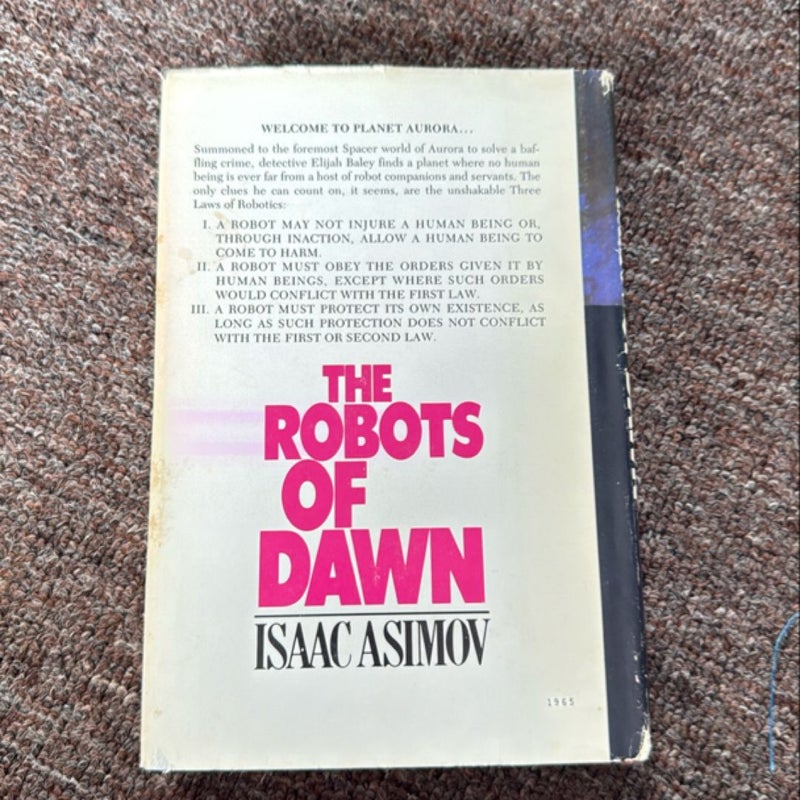 WELCOME TO PLANET AURORA...
Summoned to the foremost Spacer world of Aurora to solve a baf-
fling crime, detective Elijah Baley finds a planet where no human
being is ever far from a host of robot companions and servants. The
only clues he can count on, it seems, are the unshakable Three
Laws of Robotics:
I. A ROBOT MAY NOT INJURE A HUMAN BEING OR,
THROUGH INACTION, ALLOW A HUMAN BEING TO
COME TO HARM.
II. A ROBOT MUST OBEY THE ORDERS GIVEN IT BY
HUMAN BEINGS, EXCEPT WHERE SUCH ORDERS
WOULD CONFLICT WITH THE FIRST LAW.
III. A ROBOT MUST PROTECT ITS OWN EXISTENCE, AS
LONG AS SUCH PROTECTION DOES NOT CONFLICT
WITH THE FIRST OR SECOND LAW.
THE
ROBOTS
OF
DAWN
ISAAC ASIMOV
1965